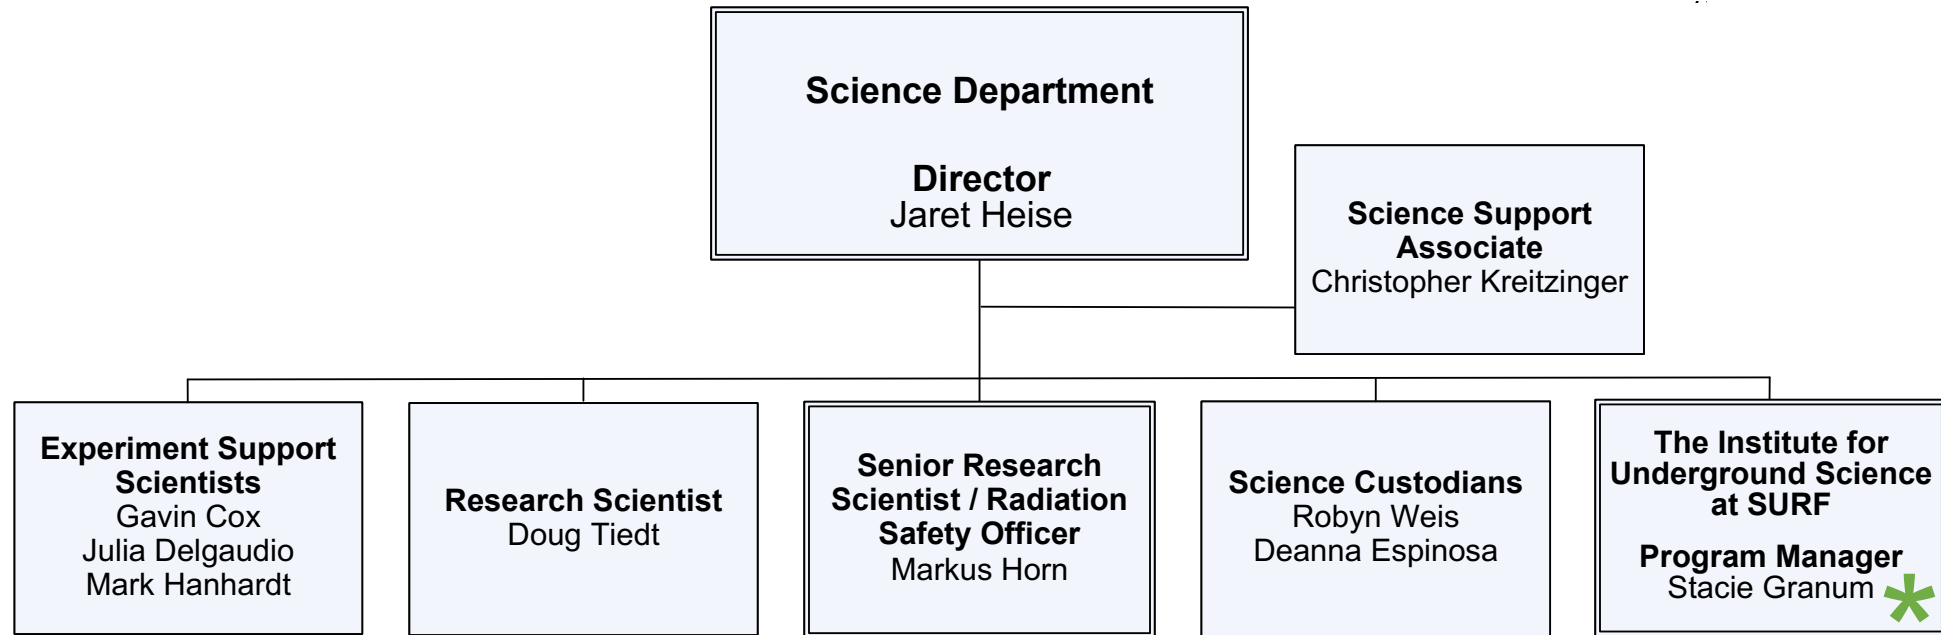 Science Department
Director
Jaret Heise
Science Support
Associate
Christopher Kreitzinger
Experiment Support
Scientists
Gavin Cox
Julia Delgaudio
Mark Hanhardt
Research Scientist
Doug Tiedt
Senior Research
Scientist / Radiation
Safety Officer
Markus Horn
Science Custodians
Robyn Weis
Deanna Espinosa
The Institute for
Underground Science
at SURF
Program Manager
Stacie Granum *